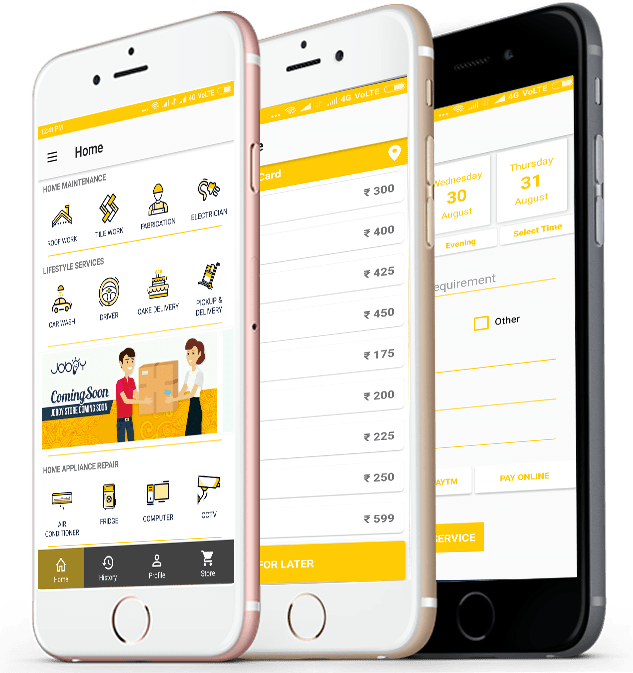 12:41 PM
... 4G VoLTE
Home
HOME MAINTENANCE
ROOF WORK
TILE WORK
FABRICATION
ELECTRICIAN
LIFESTYLE SERVICES
CAR WASH
DRIVER
CAKE DELIVERY
PICKUP &
DELIVERY
JOBOY
Coming Soon
JOBOY STORE COMING SOON
HOME APPLIANCE REPAIR
AIR
CONDITIONER
FRIDGE
COMPUTER
CCTV
Home
History
Profile
Store
... 4G VoLTE
e
Card
₹ 300
₹ 400
₹ 425
₹ 450
₹ 175
₹ 200
₹ 225
₹ 250
₹ 599
FOR LATER
... 4G VoLTE
Wednesday
30
August
Thursday
31
August
Evening
Select Time
equirement
Other
AYTM
PAY ONLINE
SERVICE